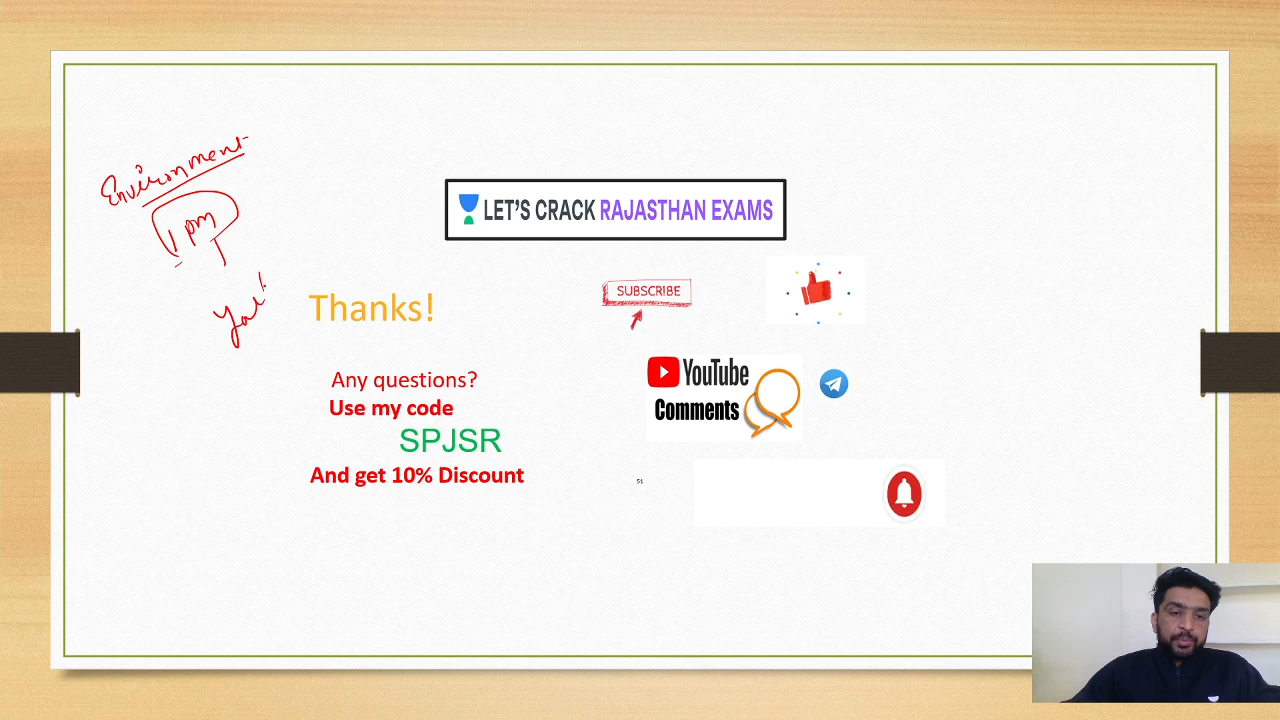 Environment
1 pm
LET'S CRACK RAJASTHAN EXAMS
SUBSCRIBE
Thanks!
YouTube
Comments
Any questions?
Use my code
SPJSR
And get 10% Discount
51